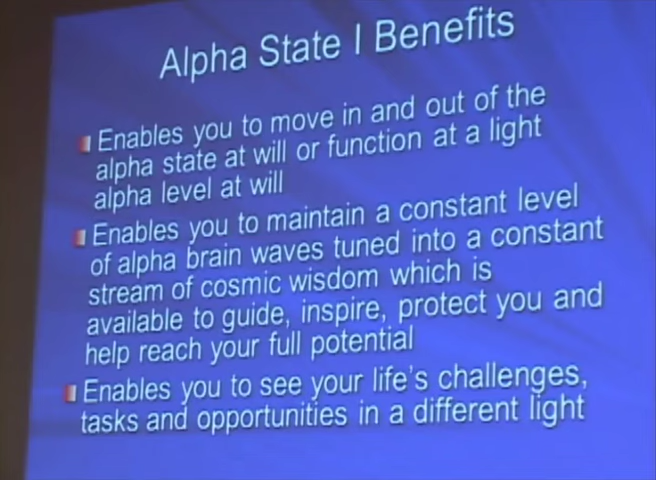 Alpha State I Benefits
Enables you to move in and out of the
alpha state at will or function at a light
alpha level at will
Enables you to maintain a constant level
of alpha brain waves tuned into a constant
stream of cosmic wisdom which is
available to guide, inspire, protect you and
help reach your full potential
Enables you to see your life's challenges,
tasks and opportunities in a different light